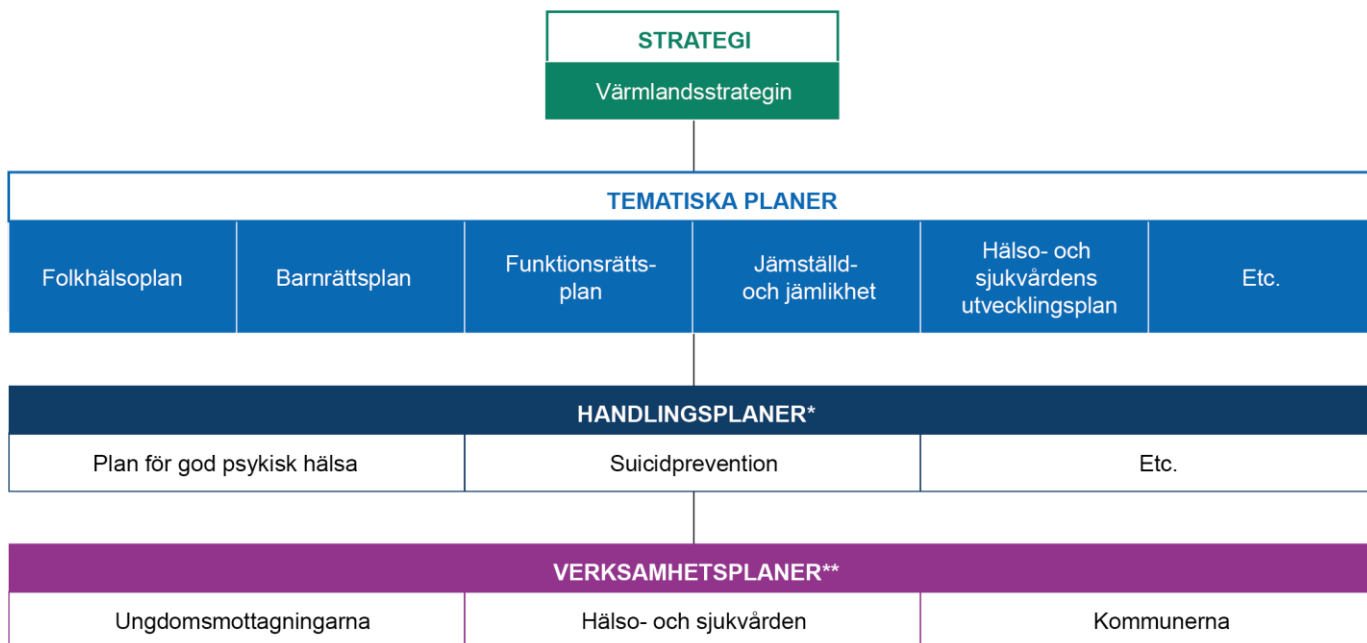 STRATEGI
Värmlandsstrategin
TEMATISKA PLANER
Folkhälsoplan
Barnrättsplan
Funktionsrätts-
plan
Jämställd-
och jämlikhet
Hälso- och
sjukvårdens
utvecklingsplan
Etc.
HANDLINGSPLANER*
Plan för god psykisk hälsa
Suicidprevention
Etc.
VERKSAMHETSPLANER**
Ungdomsmottagningarna
Hälso- och sjukvården
Kommunerna